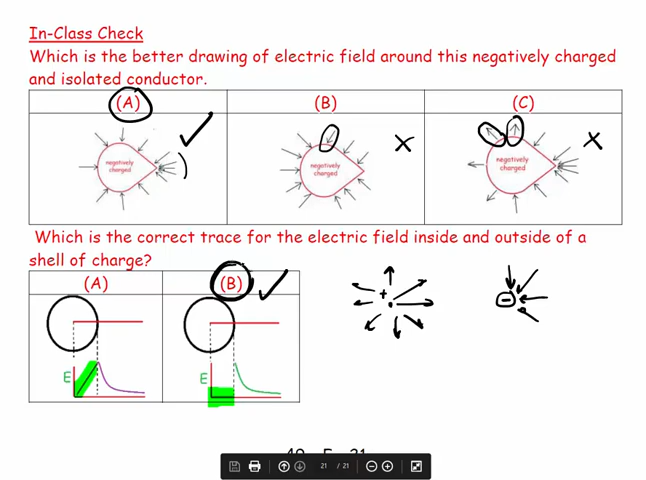 In-Class Check
Which is the better drawing of electric field around this negatively charged
and isolated conductor.
(A) (B) (C)
negatively charged
negatively charged
negatively charged
Which is the correct trace for the electric field inside and outside of a
shell of charge?
(A) (B)
+
-
E E
21 / 21